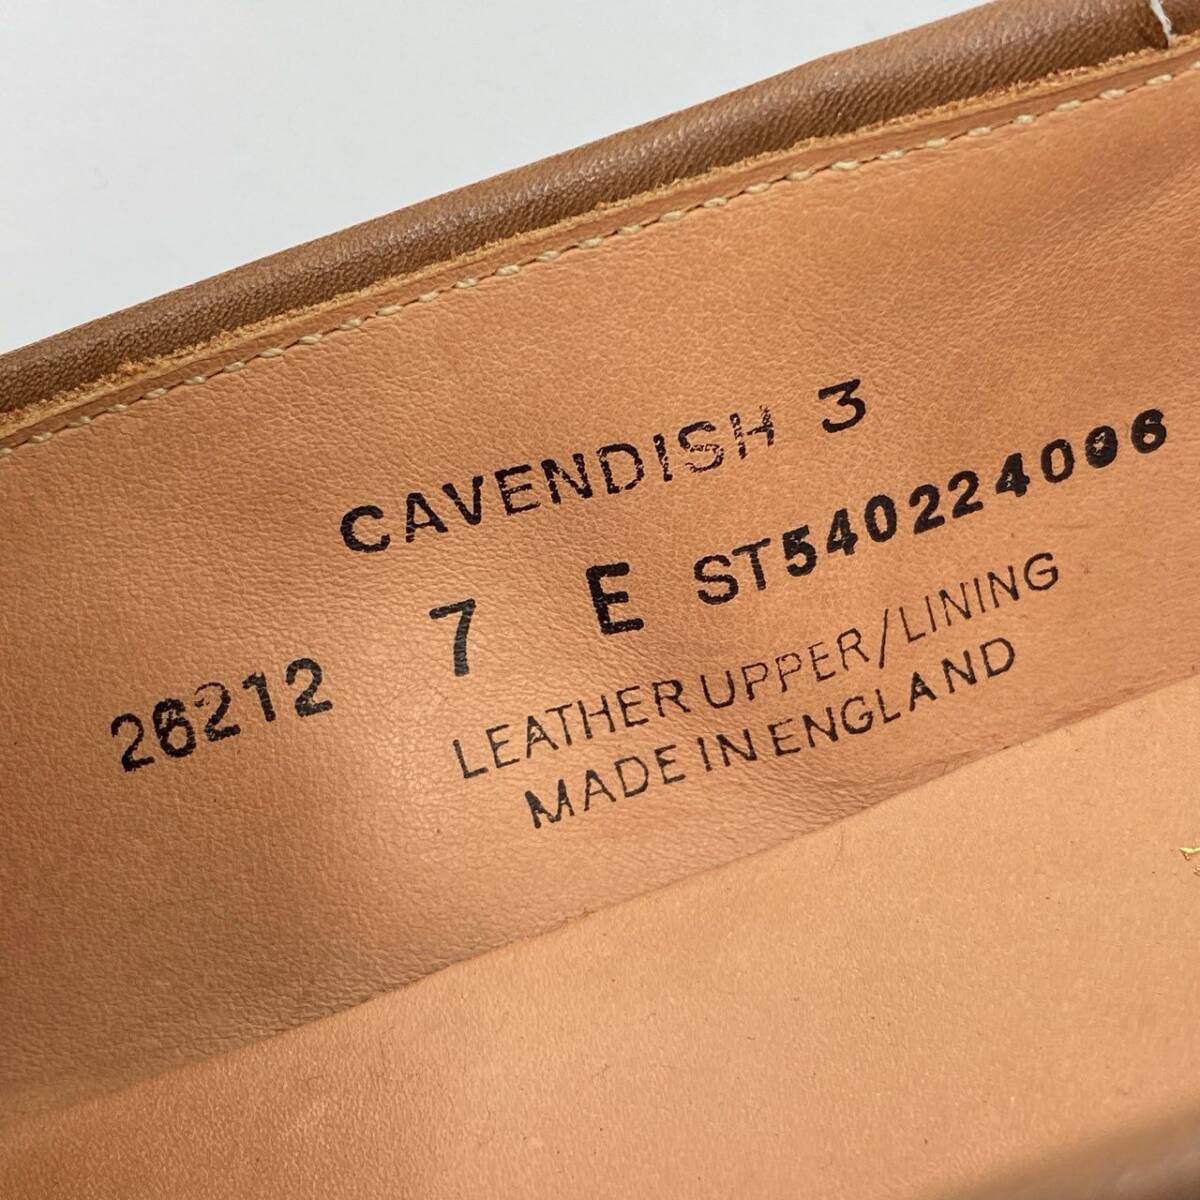 CAVENDISH 3
7 E ST540224006
26212 LEATHER UPPER/LINING
MADE IN ENGLAND